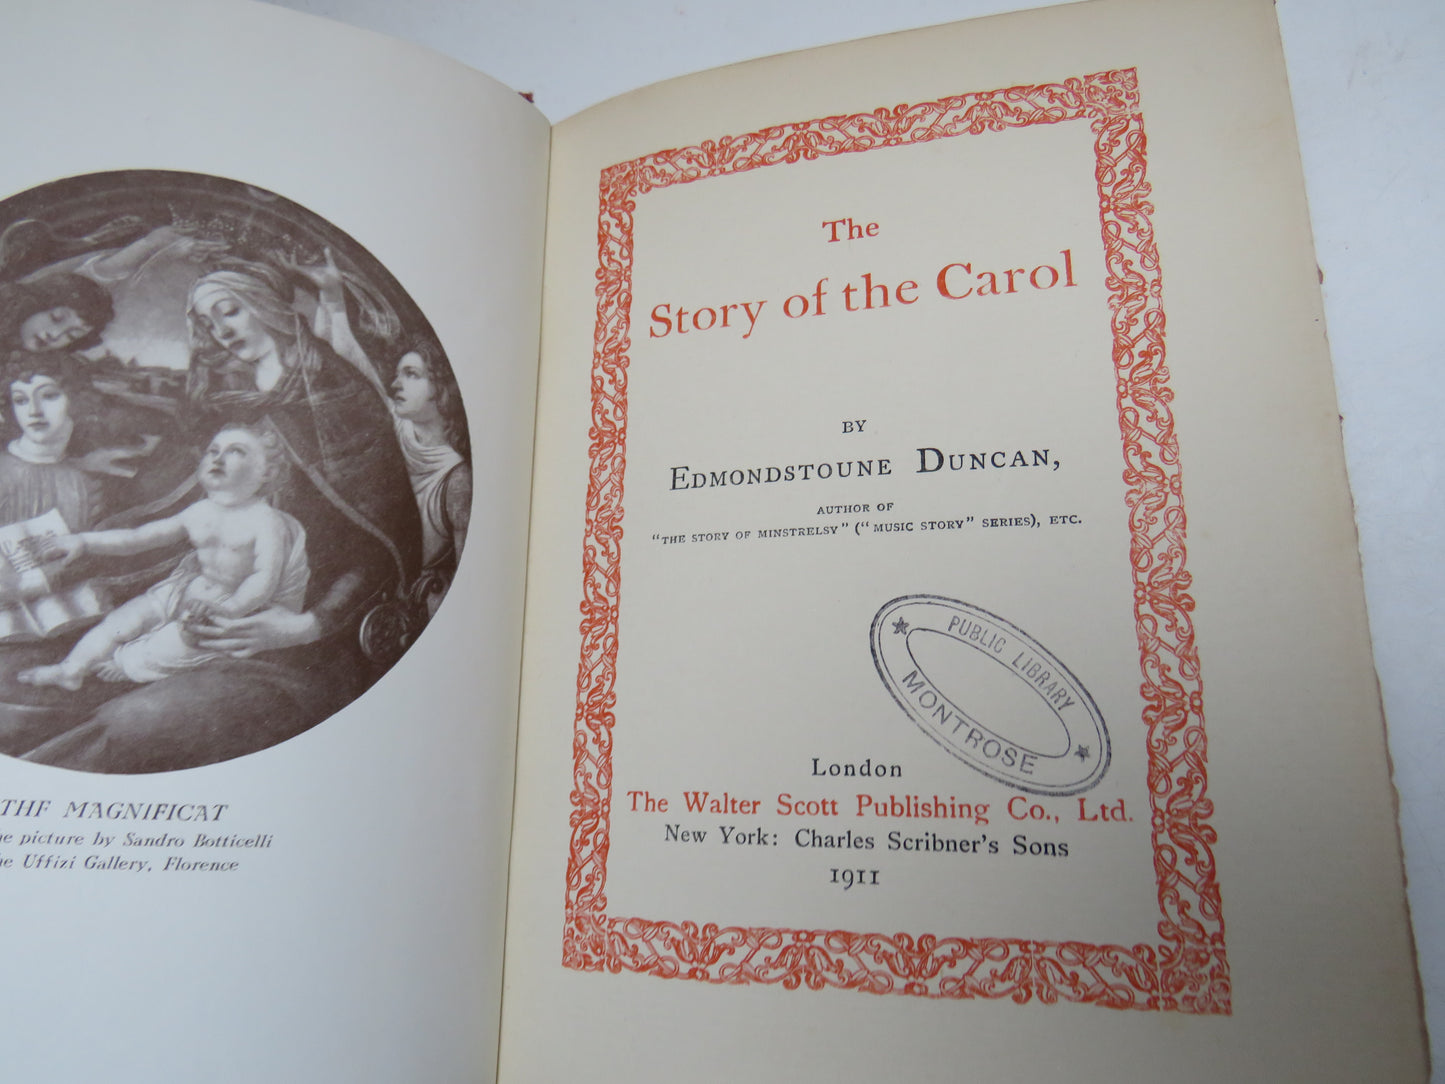 THE MAGNIFICAT
picture by Sandro Botticelli
Uffizi Gallery, Florence
The
Story of the Carol
BY
EDMONDSTOUNE DUNCAN,
AUTHOR OF
"THE STORY OF MINSTRELSY" ("MUSIC STORY" SERIES), ETC.
PUBLIC LIBRARY
MONTROSE
London
The Walter Scott Publishing Co., Ltd.
New York: Charles Scribner's Sons
1911